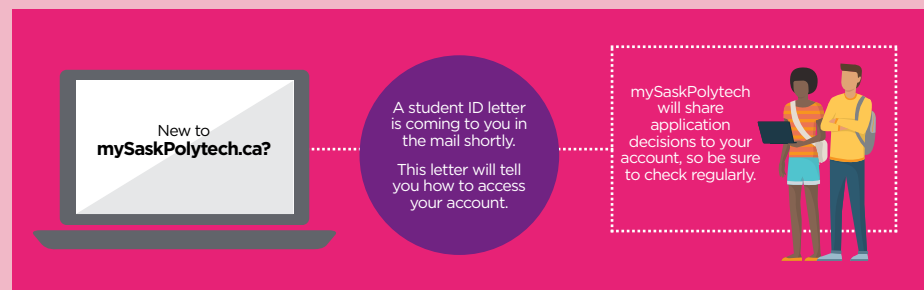 New to
mySaskPolytech.ca?
A student ID letter
is coming to you in
the mail shortly.
This letter will tell
you how to access
your account.
mySaskPolytech
will share
application
decisions to your
account, so be sure
to check regularly.